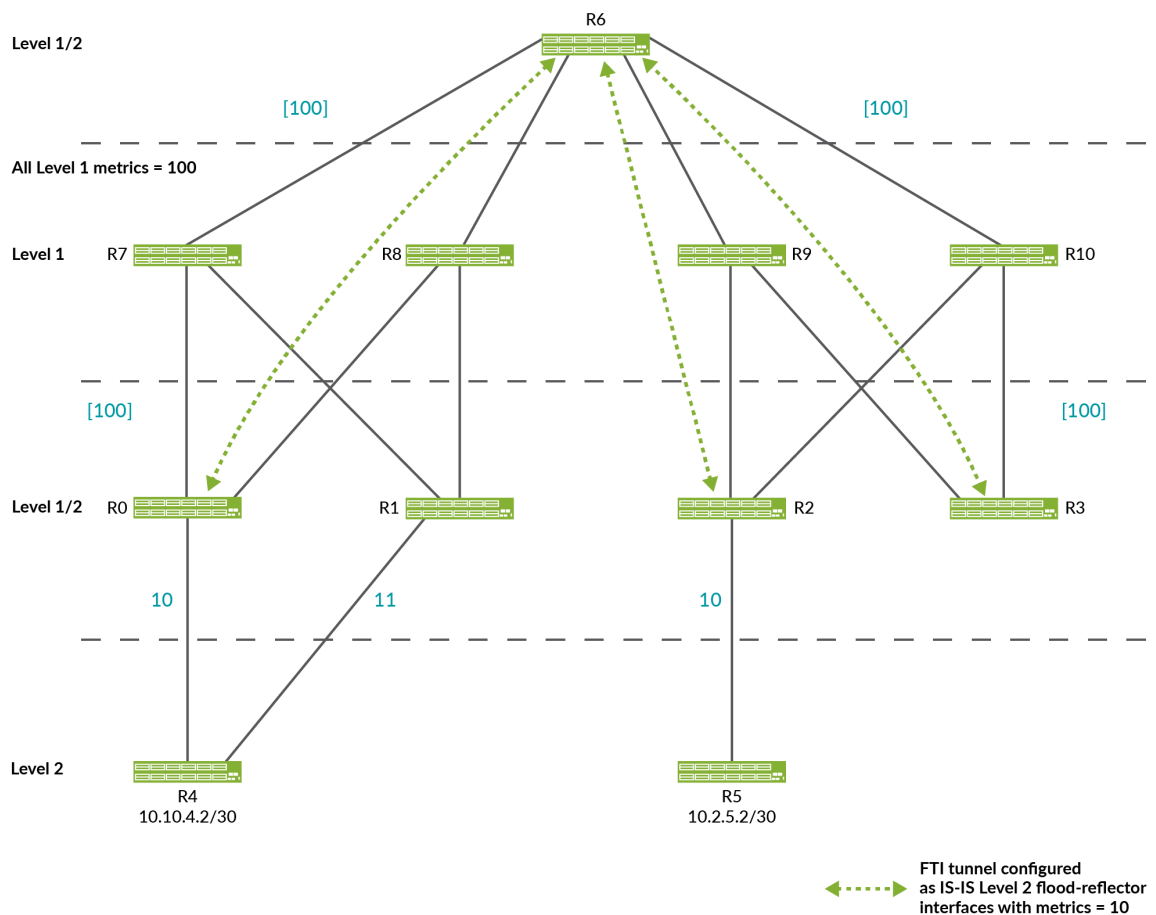 R6
Level 1/2
[100]
[100]
All Level 1 metrics = 100
Level 1
R7
R8
R9
R10
[100]
[100]
Level 1/2
R0
R1
R2
R3
10
11
10
Level 2
R4
10.10.4.2/30
R5
10.2.5.2/30
FTI tunnel configured
as IS-IS Level 2 flood-reflector
interfaces with metrics = 10